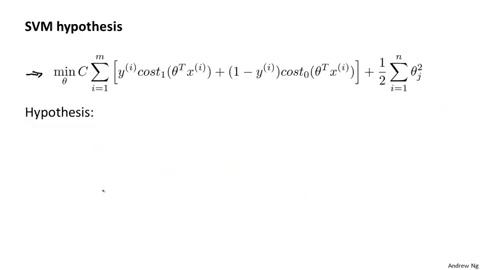 SVM hypothesis
⇒ \min_{\theta} C \sum_{i=1}^{m} \left[ y^{(i)} cost_1(\theta^T x^{(i)}) + (1 - y^{(i)}) cost_0(\theta^T x^{(i)}) \right] + \frac{1}{2} \sum_{i=1}^{n} \theta_j^2
Hypothesis:
Andrew Ng